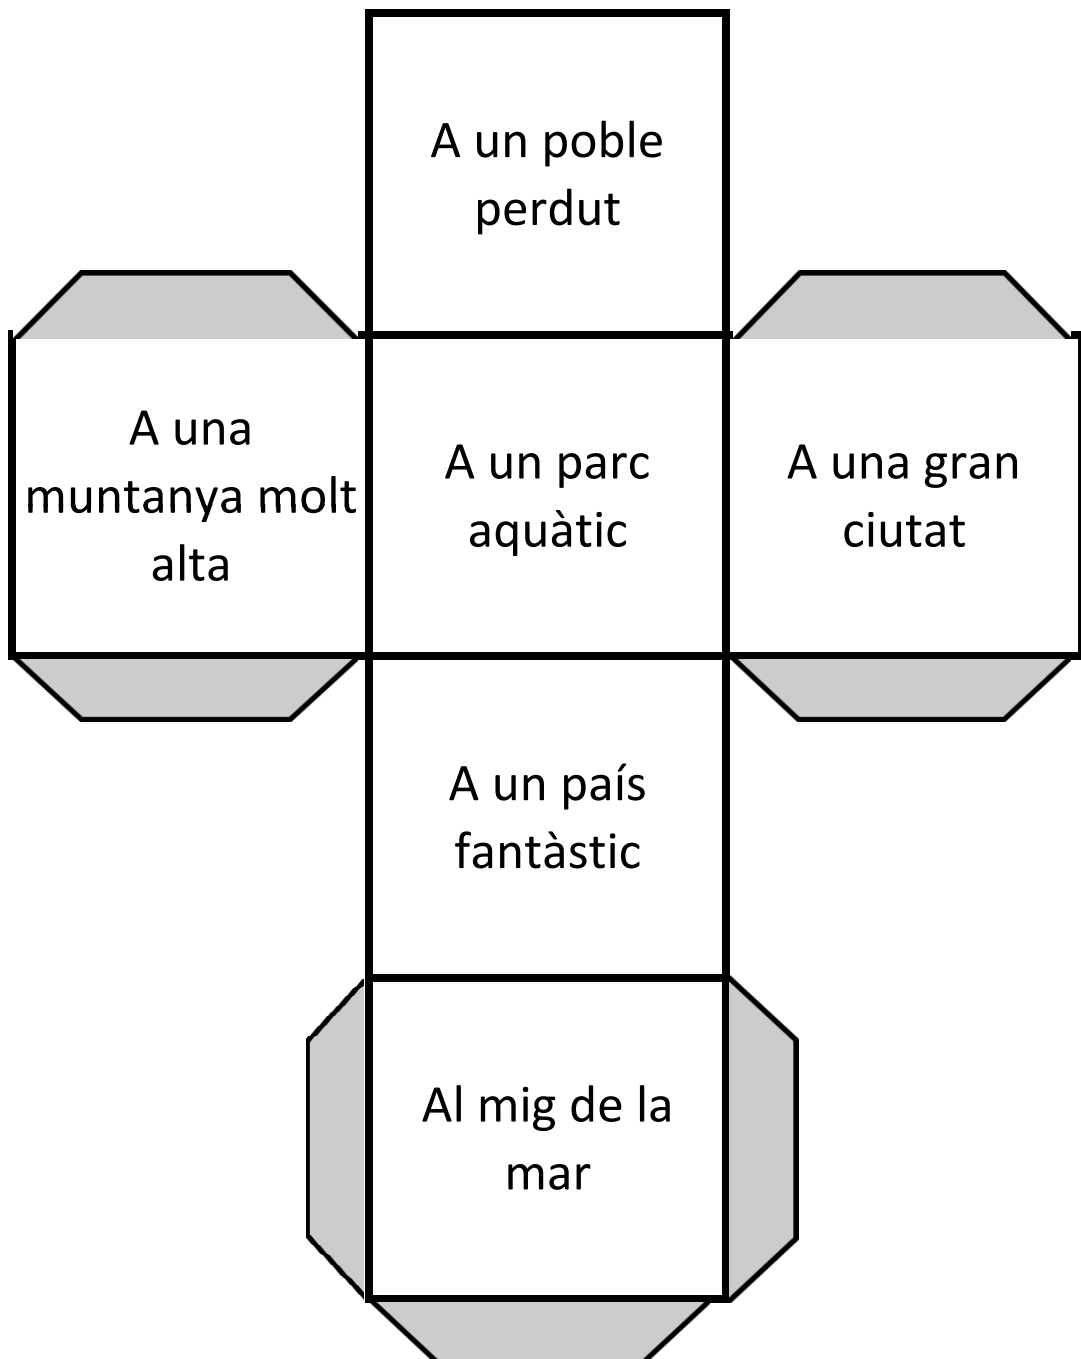 A un poble
perdut
A una
muntanya molt
alta
A un parc
aquàtic
A una gran
ciutat
A un país
fantàstic
Al mig de la
mar